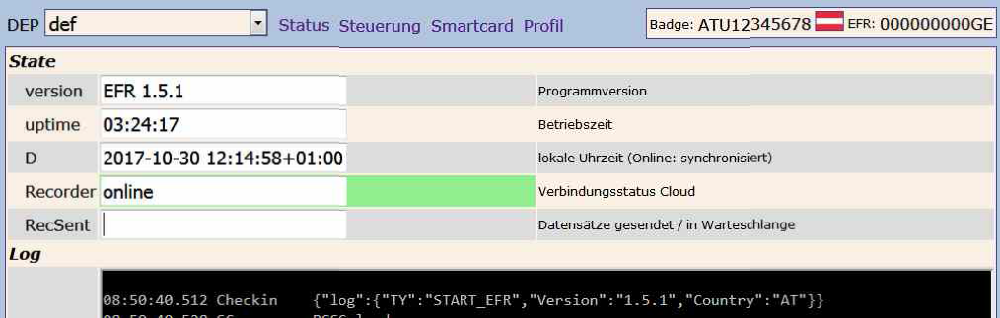 DEP def Status Steuerung Smartcard Profil Badge: ATU12345678 EFR: 000000000GE
State
version EFR 1.5.1 Programmversion
uptime 03:24:17 Betriebszeit
D 2017-10-30 12:14:58+01:00 lokale Uhrzeit (Online: synchronisiert)
Recorder online Verbindungsstatus Cloud
RecSent Datensätze gesendet / in Warteschlange
Log
08:50:40.512 Checkin {"log":{"TY":"START_EFR","Version":"1.5.1","Country":"AT"}}